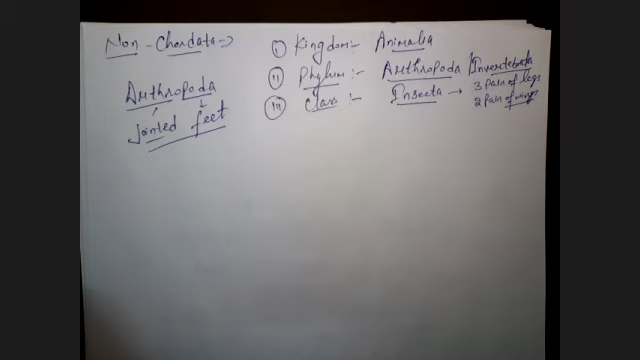 Non-Chordata ⇒
Arthropoda
Jointed feet
(i) Kingdom:- Animalia
(ii) Phylum:- Arthropoda / Invertebrata
(iii) Class:- Insecta → 3 Pair of legs
2 Pair of wings